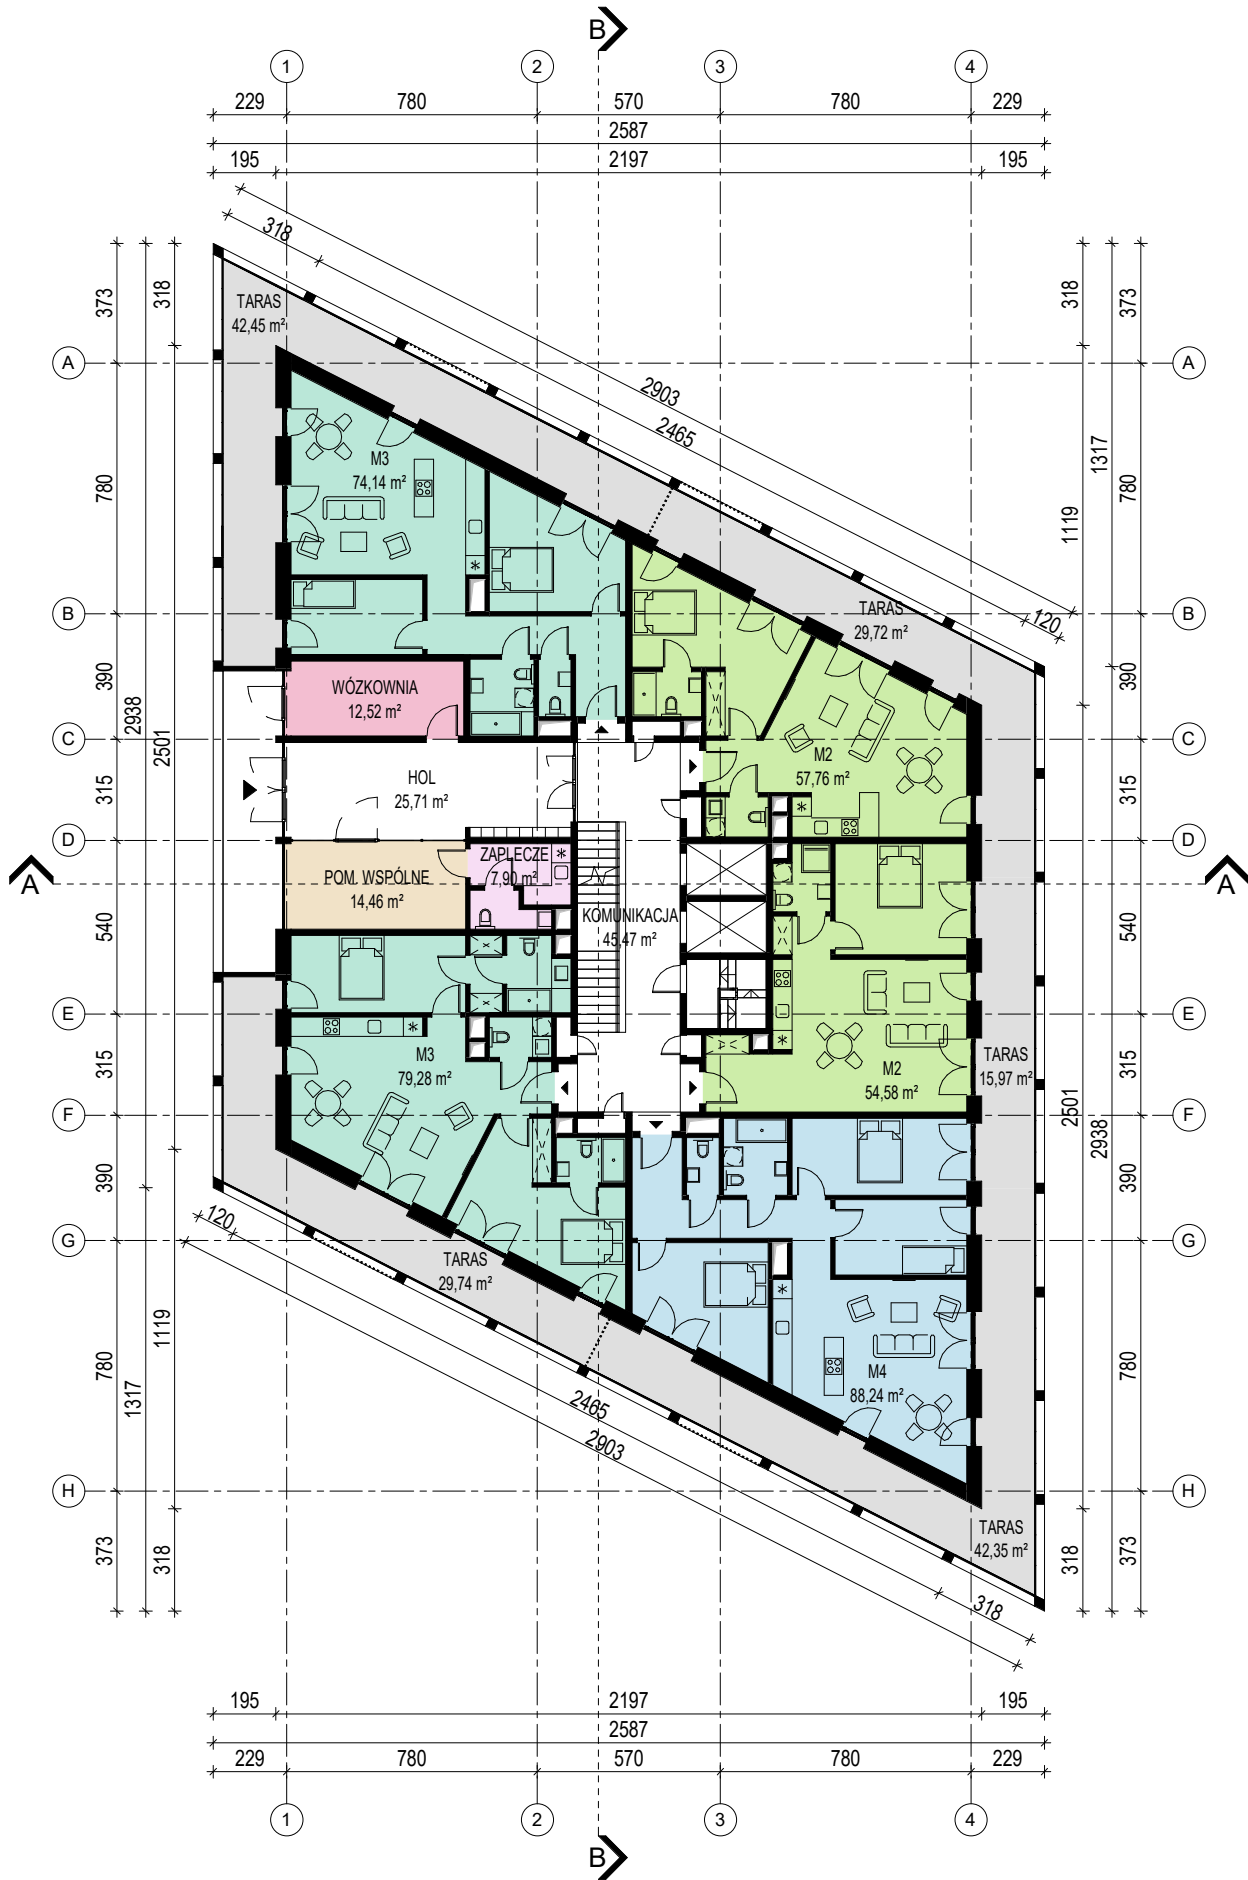 B
1 2 3 4
229 780 570 780 229
2587
195 2197 195
318
2903
2465
120
373 318 318 373
TARAS
42,45 m²
A A
780 1119 1317 780
M3
74,14 m²
B B
TARAS
29,72 m²
390 2938 2501 390
WÓZKOWNIA
12,52 m²
C C
M2
57,76 m²
315 315
HOL
25,71 m²
D D
ZAPLECZE
7,90 m²
A A
POM. WSPÓLNE
14,46 m²
KOMUNIKACJA
45,47 m²
540 540
E E
M3
79,28 m²
M2
54,58 m²
TARAS
15,97 m²
315 315
F F
390 2501 2938 390
120
G G
TARAS
29,74 m²
780 1317 1119 780
M4
88,24 m²
2465
2903
H H
TARAS
42,35 m²
373 318 318 373
318
195 2197 195
2587
229 780 570 780 229
1 2 3 4
B